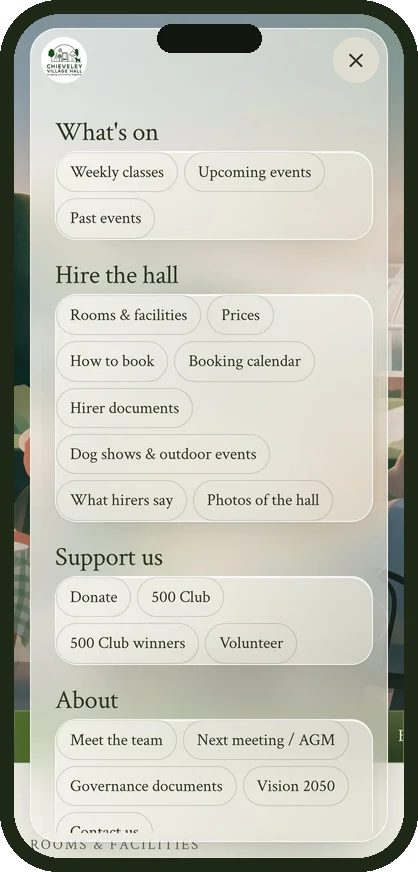 CHIEVELEY
VILLAGE HALL
What's on
Weekly classes Upcoming events
Past events
Hire the hall
Rooms & facilities Prices
How to book Booking calendar
Hirer documents
Dog shows & outdoor events
What hirers say Photos of the hall
Support us
Donate 500 Club
500 Club winners Volunteer
About
Meet the team Next meeting / AGM
Governance documents Vision 2050
Contact us
ROOMS & FACILITIES